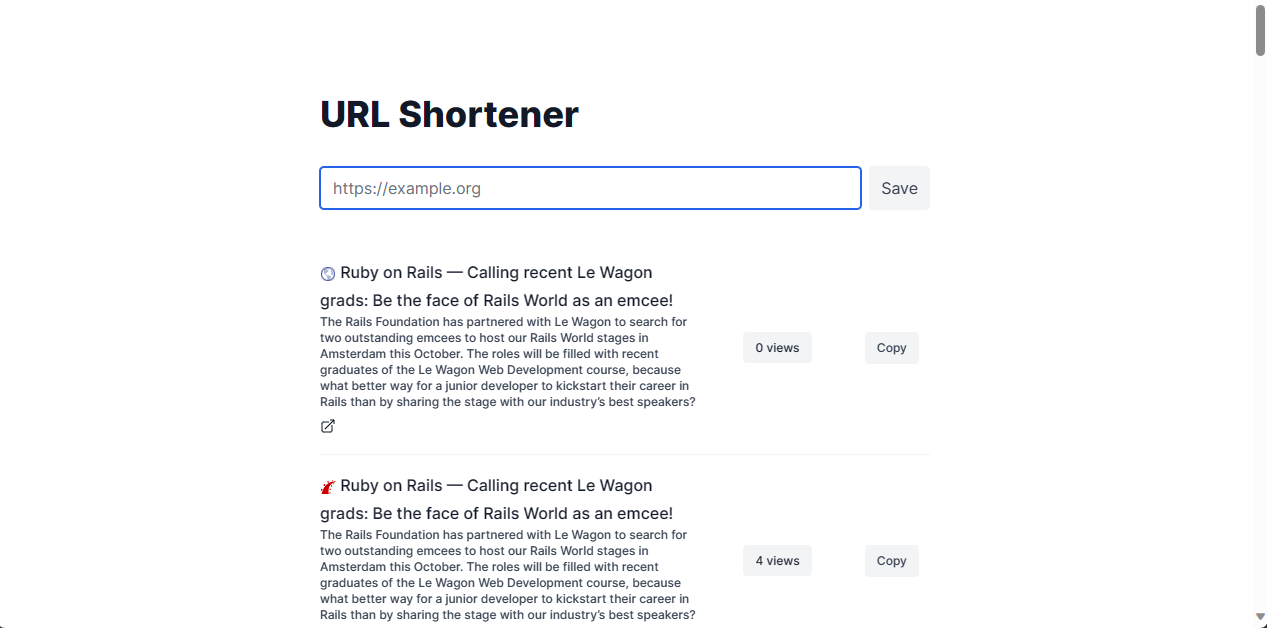 URL Shortener
https://example.org
Save
Ruby on Rails — Calling recent Le Wagon
grads: Be the face of Rails World as an emcee!
The Rails Foundation has partnered with Le Wagon to search for
two outstanding emcees to host our Rails World stages in
Amsterdam this October. The roles will be filled with recent
graduates of the Le Wagon Web Development course, because
what better way for a junior developer to kickstart their career in
Rails than by sharing the stage with our industry’s best speakers?
0 views
Copy
Ruby on Rails — Calling recent Le Wagon
grads: Be the face of Rails World as an emcee!
The Rails Foundation has partnered with Le Wagon to search for
two outstanding emcees to host our Rails World stages in
Amsterdam this October. The roles will be filled with recent
graduates of the Le Wagon Web Development course, because
what better way for a junior developer to kickstart their career in
Rails than by sharing the stage with our industry’s best speakers?
4 views
Copy